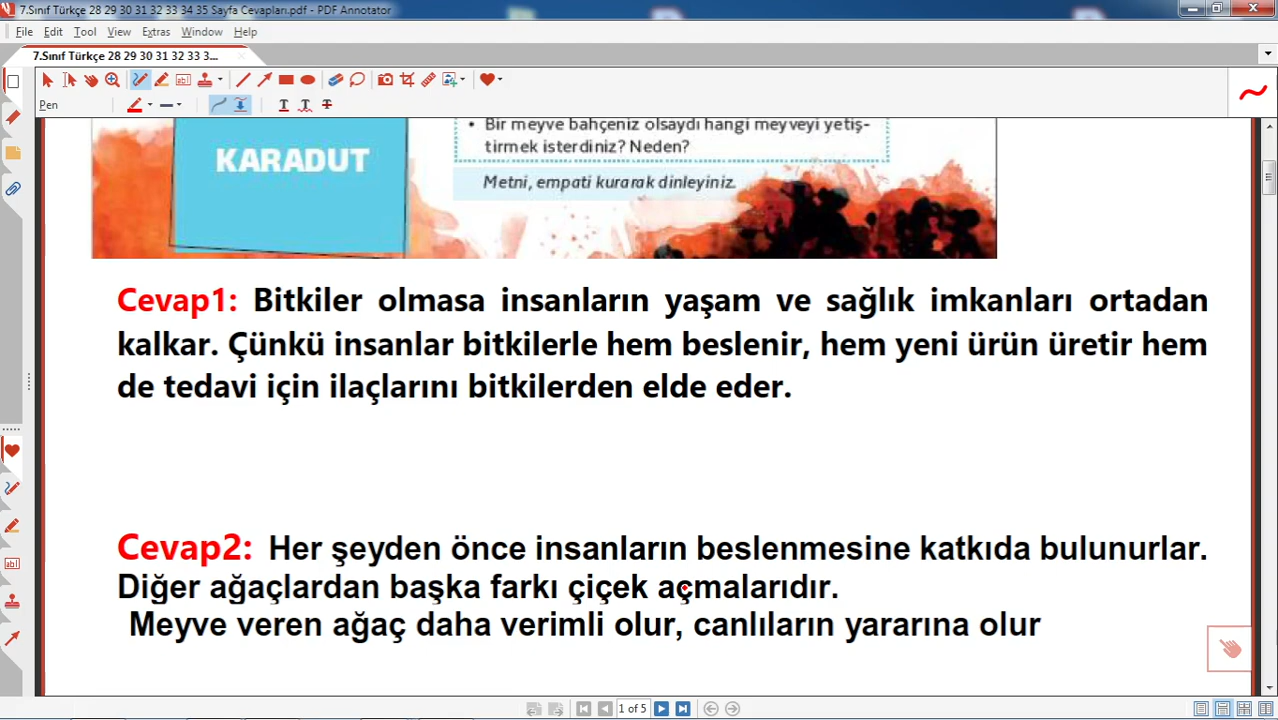 7.Sınıf Türkçe 28 29 30 31 32 33 34 35 Sayfa Cevapları.pdf - PDF Annotator
File Edit Tool View Extras Window Help
7.Sınıf Türkçe 28 29 30 31 32 33 3...
Pen
• Bir meyve bahçeniz olsaydı hangi meyveyi yetiş-
tirmek isterdiniz? Neden?
KARADUT
Metni, empati kurarak dinleyiniz.
Cevap1: Bitkiler olmasa insanların yaşam ve sağlık imkanları ortadan
kalkar. Çünkü insanlar bitkilerle hem beslenir, hem yeni ürün üretir hem
de tedavi için ilaçlarını bitkilerden elde eder.
Cevap2: Her şeyden önce insanların beslenmesine katkıda bulunurlar.
Diğer ağaçlardan başka farkı çiçek açmalarıdır.
Meyve veren ağaç daha verimli olur, canlıların yararına olur
1 of 5